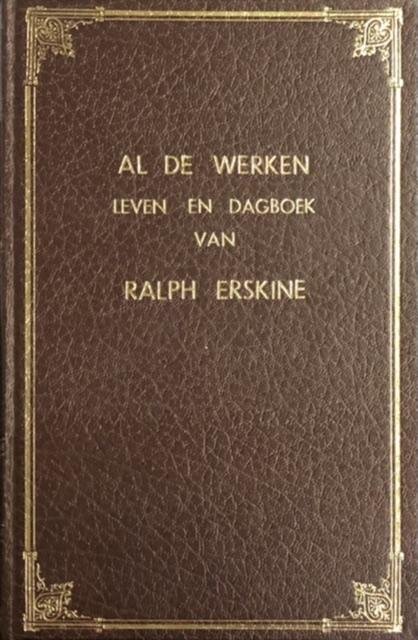 AL DE WERKEN
LEVEN EN DAGBOEK
VAN
RALPH ERSKINE